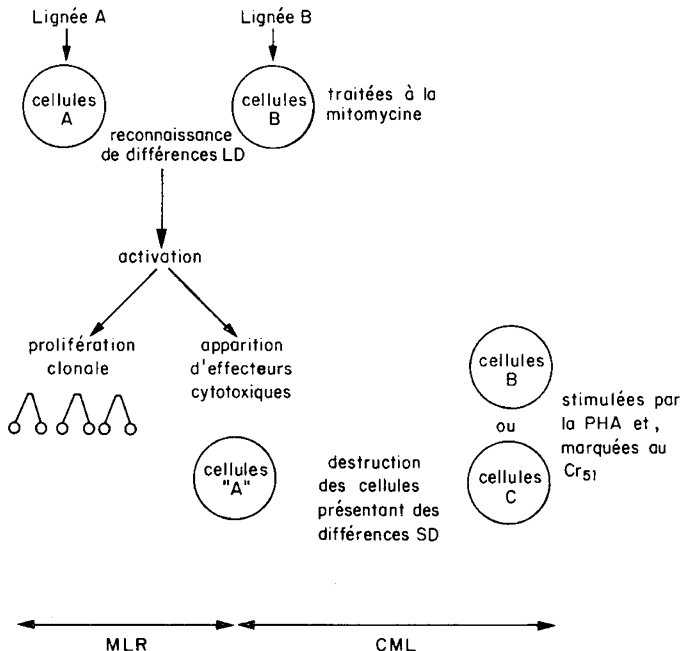 Lignée A
Lignée B
cellules
A
cellules
B
traitées à la
mitomycine
reconnaissance
de différences LD
activation
prolifération
clonale
apparition
d'effecteurs
cytotoxiques
cellules
B
ou
cellules
C
stimulées par
la PHA et,
marquées au
Cr51
cellules
"A"
destruction
des cellules
présentant des
différences SD
MLR
CML